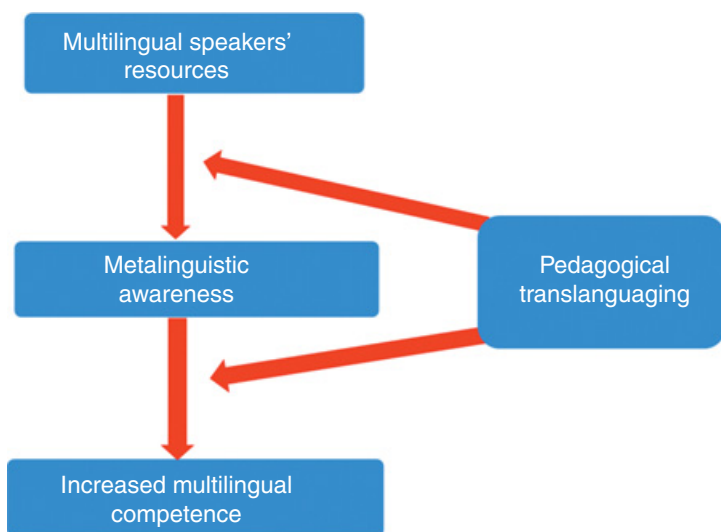 Multilingual speakers’
resources
Metalinguistic
awareness
Pedagogical
translanguaging
Increased multilingual
competence